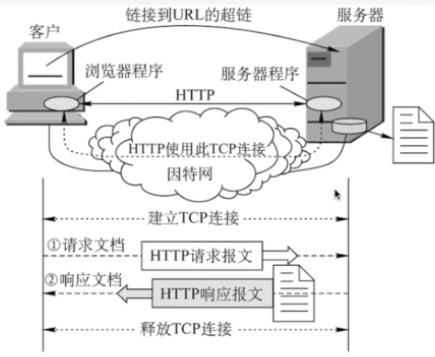 链接到URL的超链
客户
服务器
浏览器程序
服务器程序
HTTP
HTTP使用此TCP连接
因特网
建立TCP连接
①请求文档
HTTP请求报文
②响应文档
HTTP响应报文
释放TCP连接